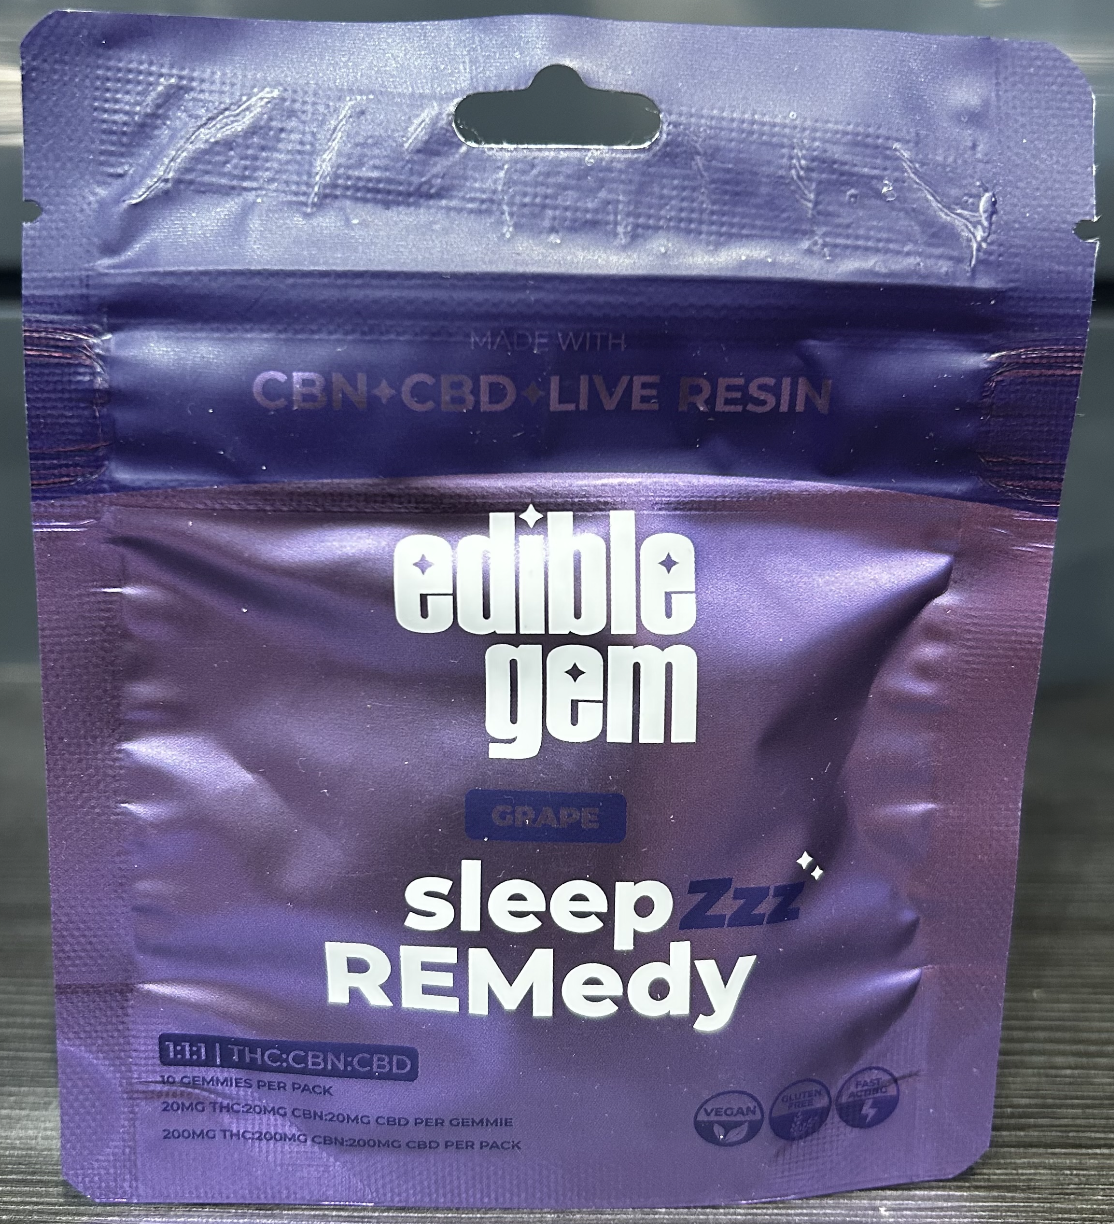 MADE WITH
CBN✦CBD✦LIVE RESIN
edible
gem
GRAPE
sleep Zzz
REMedy
1:1:1 | THC:CBN:CBD
10 GEMMIES PER PACK
20MG THC:20MG CBN:20MG CBD PER GEMMIE
200MG THC:200MG CBN:200MG CBD PER PACK
VEGAN
GLUTEN
FREE
FAST
ACTING